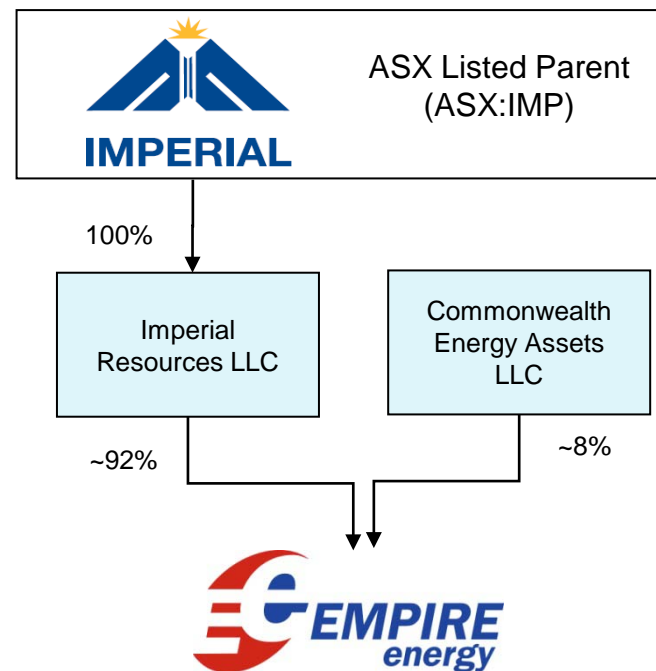 IMPERIAL
ASX Listed Parent
(ASX:IMP)
100%
Imperial
Resources LLC
Commonwealth
Energy Assets
LLC
~92%
~8%
EMPIRE
energy